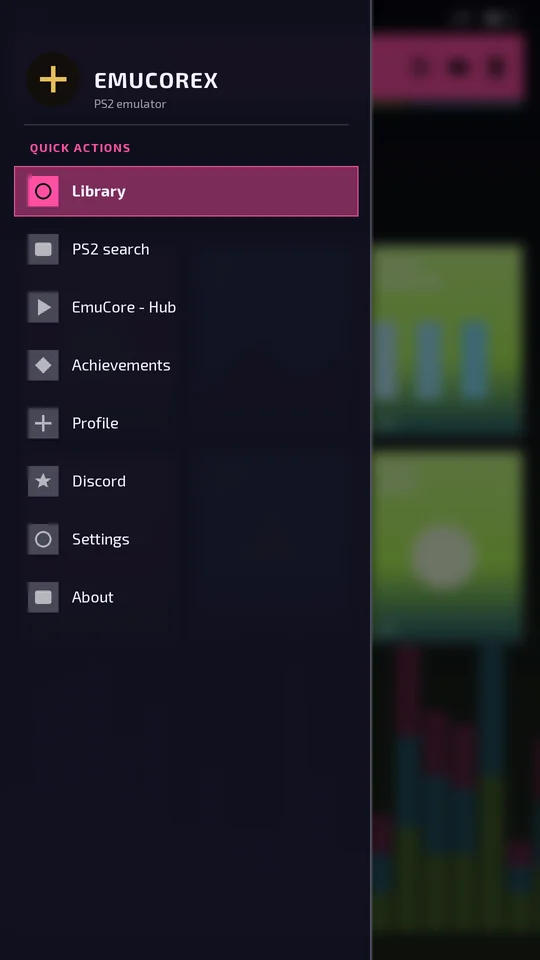 EMUCOREX
PS2 emulator
QUICK ACTIONS
Library
PS2 search
EmuCore - Hub
Achievements
Profile
Discord
Settings
About